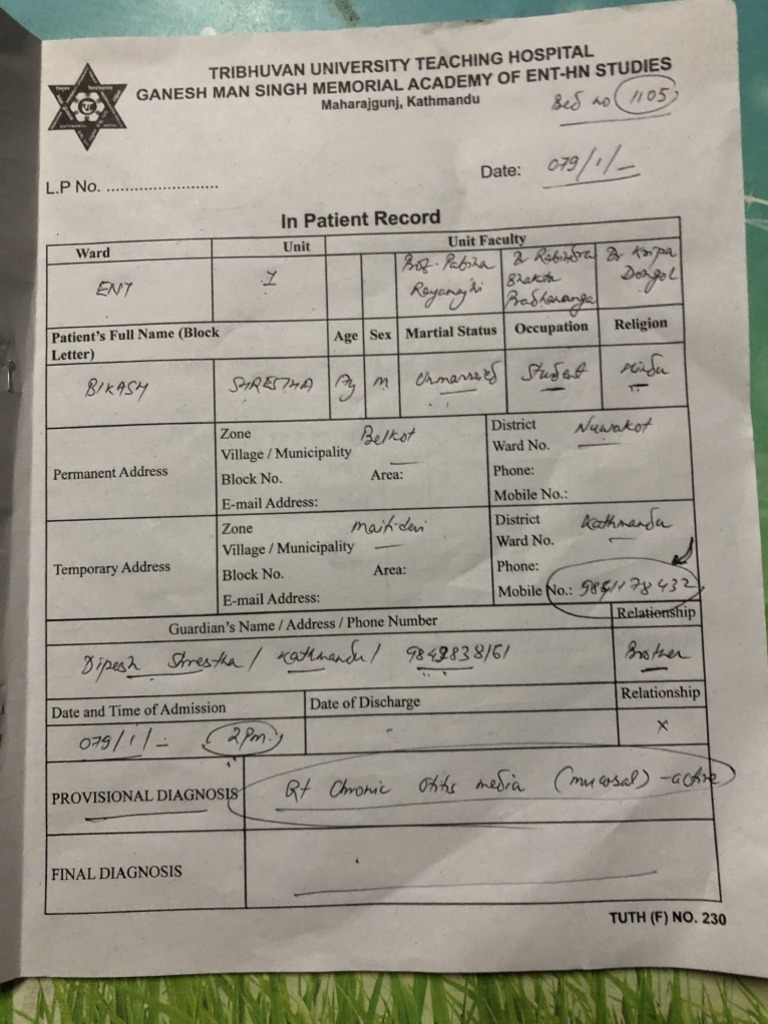 TRIBHUVAN UNIVERSITY TEACHING HOSPITAL
GANESH MAN SINGH MEMORIAL ACADEMY OF ENT-HN STUDIES
Maharajgunj, Kathmandu
Bed no 1105
L.P No. ........................
Date: 079/1/-
In Patient Record
Ward Unit Unit Faculty
ENT I Prof. Rabindra Dr Kripa
Bhakta Dongol
Pradhananga
Patient's Full Name (Block Letter) Age Sex Martial Status Occupation Religion
BIKASH SHRESTHA M Unmarried Student Hindu
Permanent Address
Zone
Belkot
Village / Municipality
Block No. Area:
E-mail Address:
District Nuwakot
Ward No.
Phone:
Mobile No.:
Temporary Address
Zone
Village / Municipality
Block No. Area:
E-mail Address:
District Kathmandu
Ward No.
Phone:
Mobile No.:
Guardian's Name / Address / Phone Number Relationship
Dipesh Shrestha / Kathmandu / Brother
Date and Time of Admission Date of Discharge Relationship
079/1/- 2pm - X
PROVISIONAL DIAGNOSIS Rt Chronic Otitis media (mucosal) - active
FINAL DIAGNOSIS
TUTH (F) NO. 230